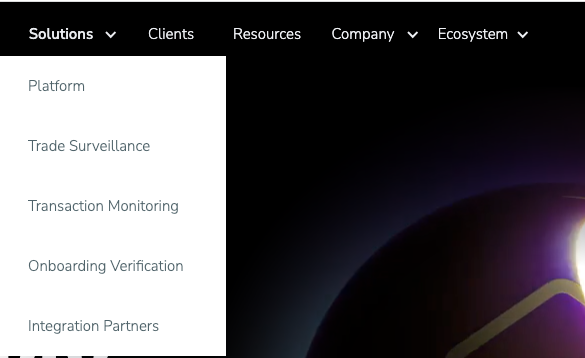 Solutions Clients Resources Company Ecosystem
Platform
Trade Surveillance
Transaction Monitoring
Onboarding Verification
Integration Partners